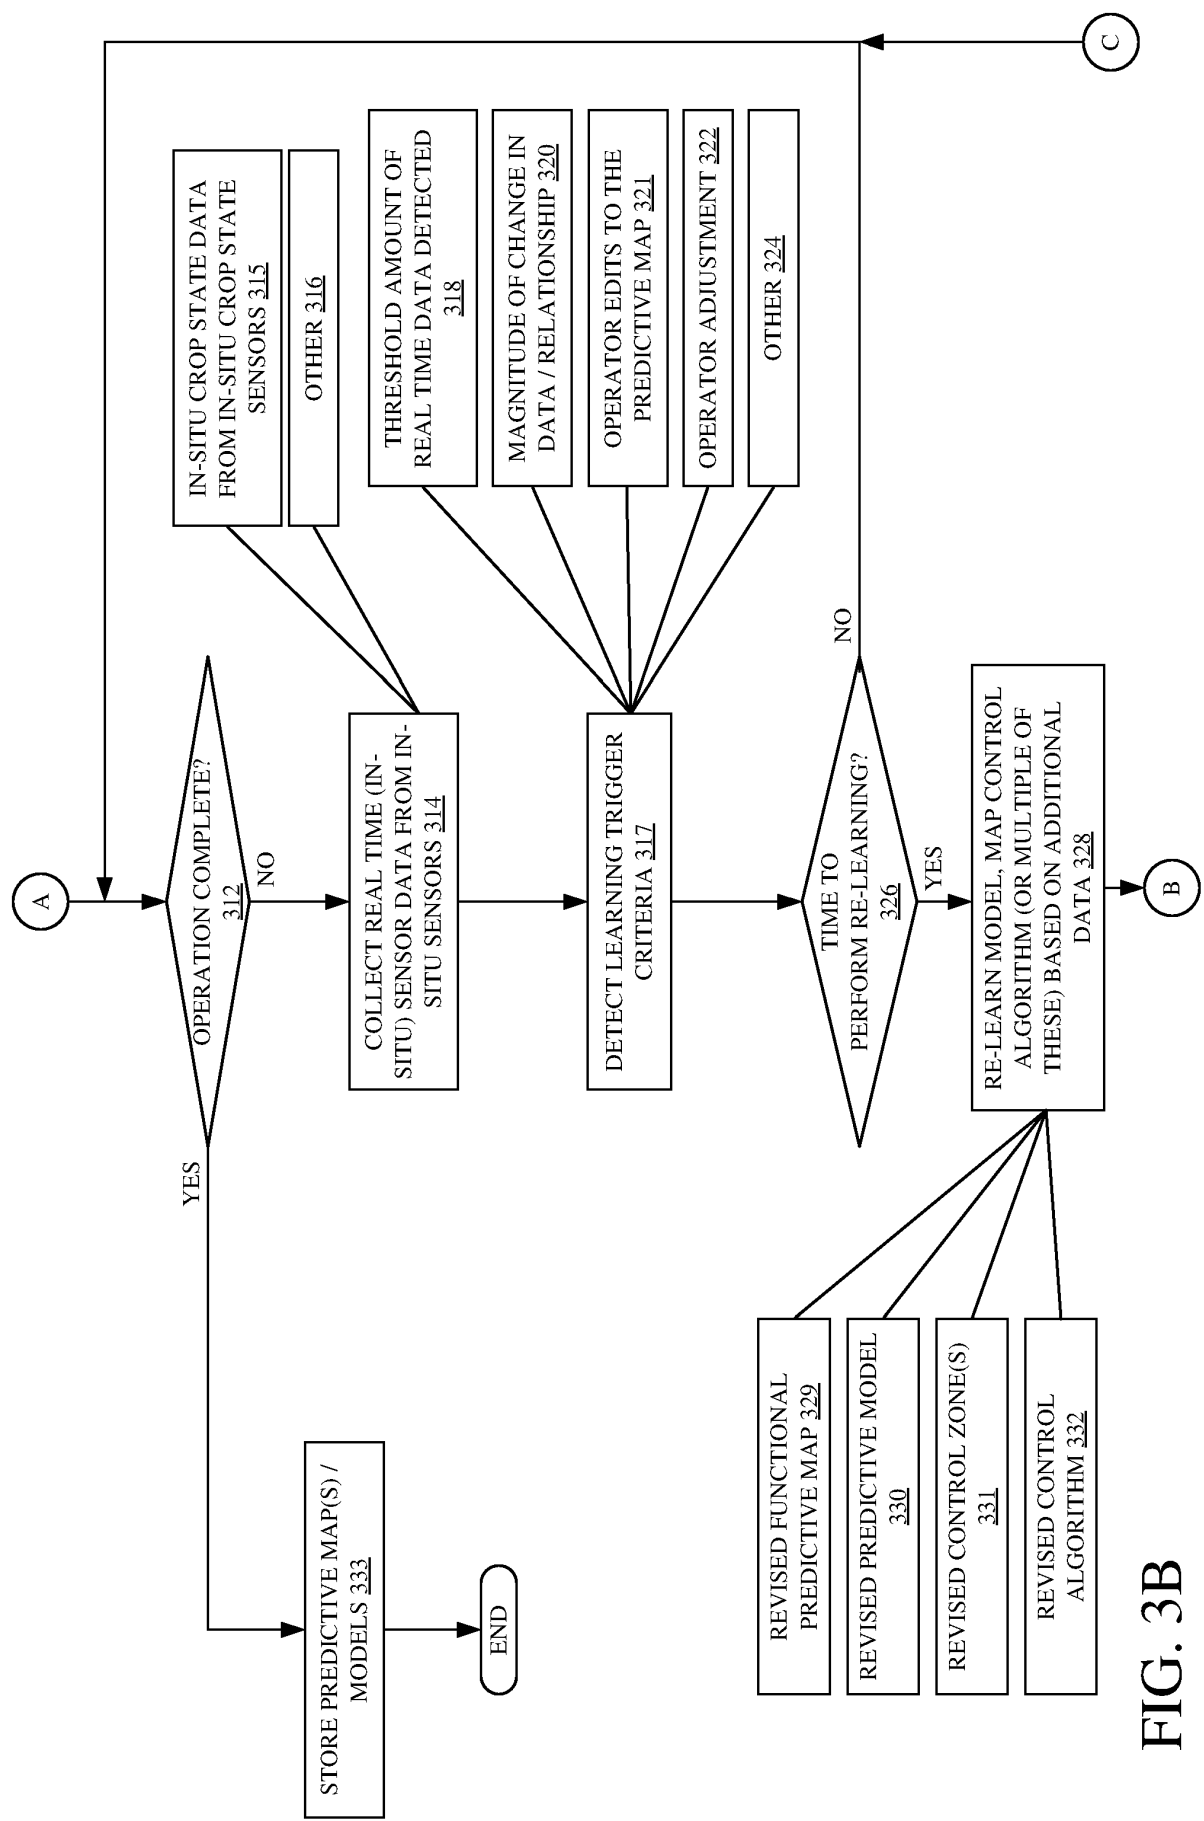 A
OPERATION COMPLETE?
312
YES
NO
STORE PREDICTIVE MAP(S) /
MODELS 333
END
COLLECT REAL TIME (IN-
SITU) SENSOR DATA FROM IN-
SITU SENSORS 314
IN-SITU CROP STATE DATA
FROM IN-SITU CROP STATE
SENSORS 315
OTHER 316
DETECT LEARNING TRIGGER
CRITERIA 317
THRESHOLD AMOUNT OF
REAL TIME DATA DETECTED
318
MAGNITUDE OF CHANGE IN
DATA / RELATIONSHIP 320
OPERATOR EDITS TO THE
PREDICTIVE MAP 321
OPERATOR ADJUSTMENT 322
OTHER 324
TIME TO
PERFORM RE-LEARNING?
326
NO
YES
RE-LEARN MODEL, MAP CONTROL
ALGORITHM (OR MULTIPLE OF
THESE) BASED ON ADDITIONAL
DATA 328
REVISED FUNCTIONAL
PREDICTIVE MAP 329
REVISED PREDICTIVE MODEL
330
REVISED CONTROL ZONE(S)
331
REVISED CONTROL
ALGORITHM 332
B
C
FIG. 3B